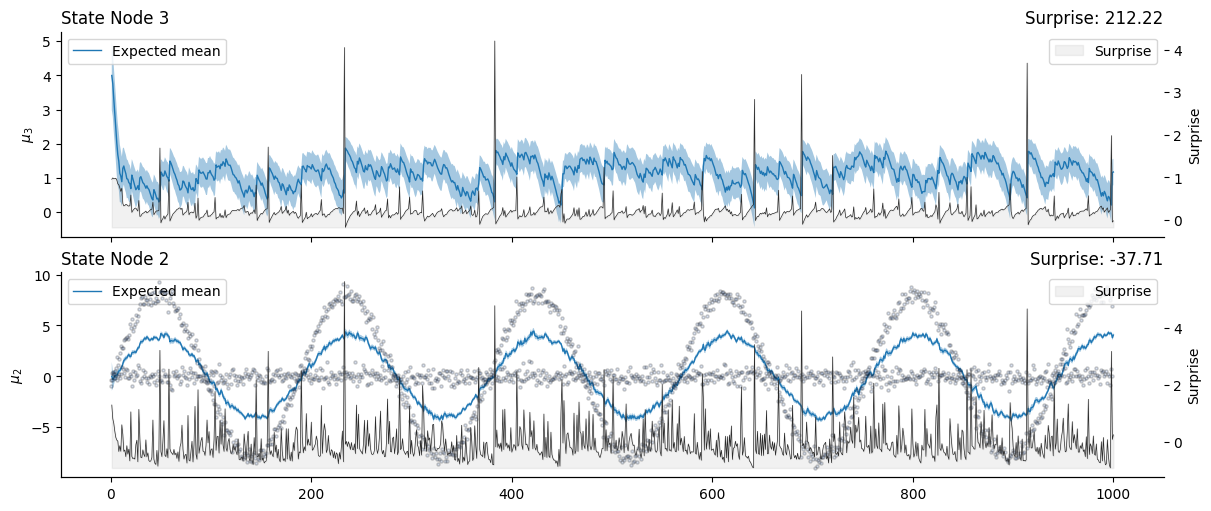 State Node 3
Surprise: 212.22
Expected mean
Surprise
5
4
3
2
1
0
μ3
4
3
2
1
0
Surprise
State Node 2
Surprise: -37.71
Expected mean
Surprise
10
5
0
−5
μ2
4
2
0
Surprise
0
200
400
600
800
1000